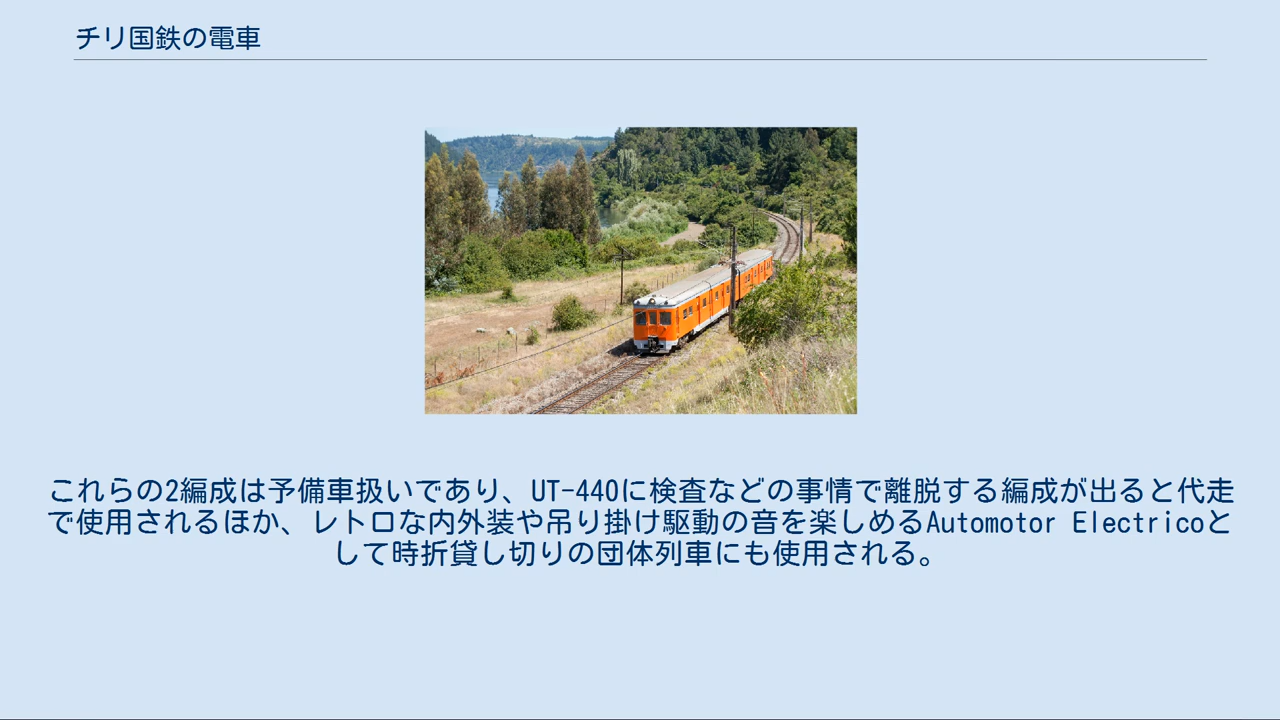 チリ国鉄の電車
これらの2編成は予備車扱いであり、UT-440に検査などの事情で離脱する編成が出ると代走
で使用されるほか、レトロな内外装や吊り掛け駆動の音を楽しめるAutomotor Electricoと
して時折貸し切りの団体列車にも使用される。